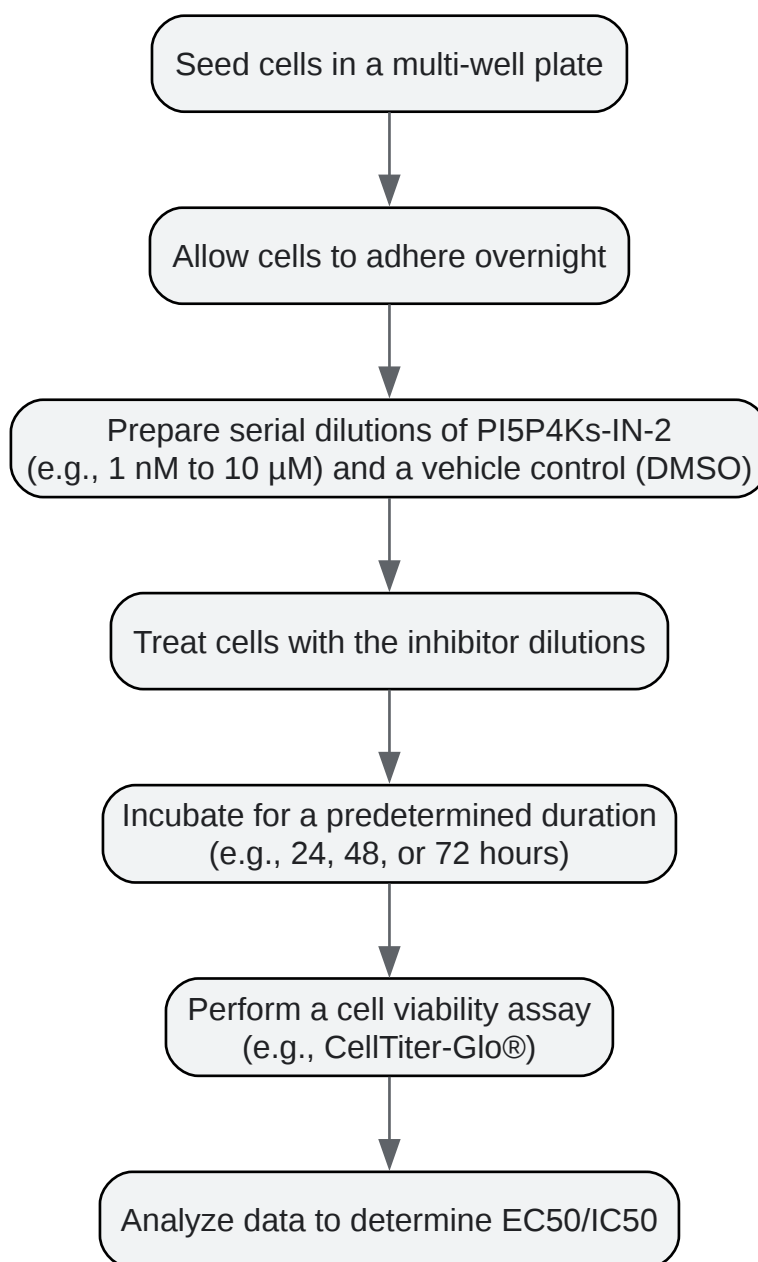 Seed cells in a multi-well plate
Allow cells to adhere overnight
Prepare serial dilutions of PI5P4Ks-IN-2
(e.g., 1 nM to 10 µM) and a vehicle control (DMSO)
Treat cells with the inhibitor dilutions
Incubate for a predetermined duration
(e.g., 24, 48, or 72 hours)
Perform a cell viability assay
(e.g., CellTiter-Glo®)
Analyze data to determine EC50/IC50